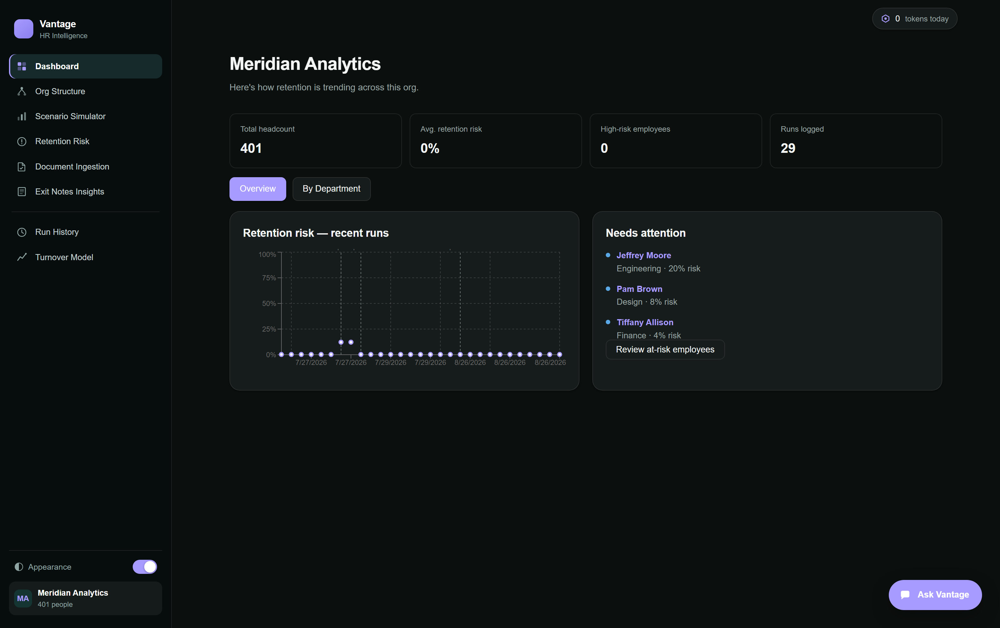 Vantage
HR Intelligence
Dashboard
Org Structure
Scenario Simulator
Retention Risk
Document Ingestion
Exit Notes Insights
Run History
Turnover Model
Appearance
MA
Meridian Analytics
401 people
0 tokens today
Meridian Analytics
Here's how retention is trending across this org.
Total headcount
401
Avg. retention risk
0%
High-risk employees
0
Runs logged
29
Overview
By Department
Retention risk — recent runs
100%
75%
50%
25%
0%
7/27/2026
7/27/2026
7/29/2026
7/29/2026
8/26/2026
8/26/2026
8/26/2026
Needs attention
Jeffrey Moore
Engineering · 20% risk
Pam Brown
Design · 8% risk
Tiffany Allison
Finance · 4% risk
Review at-risk employees
Ask Vantage